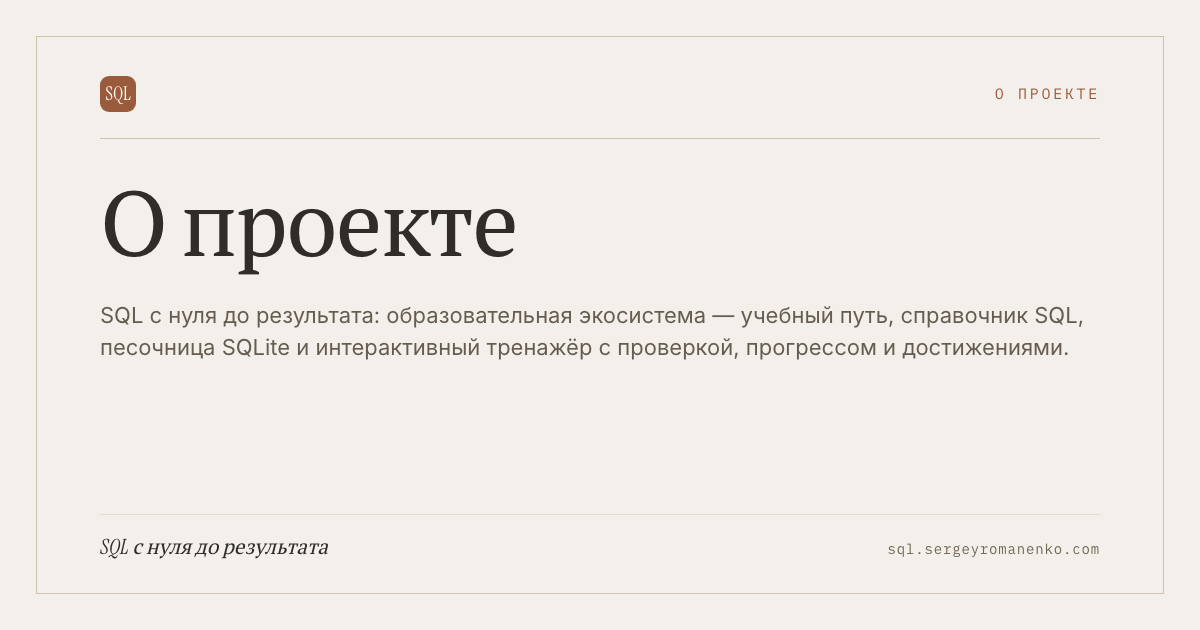 SQL
О ПРОЕКТЕ
О проекте
SQL с нуля до результата: образовательная экосистема — учебный путь, справочник SQL,
песочница SQLite и интерактивный тренажёр с проверкой, прогрессом и достижениями.
SQL с нуля до результата
sql.sergeyromanenko.com